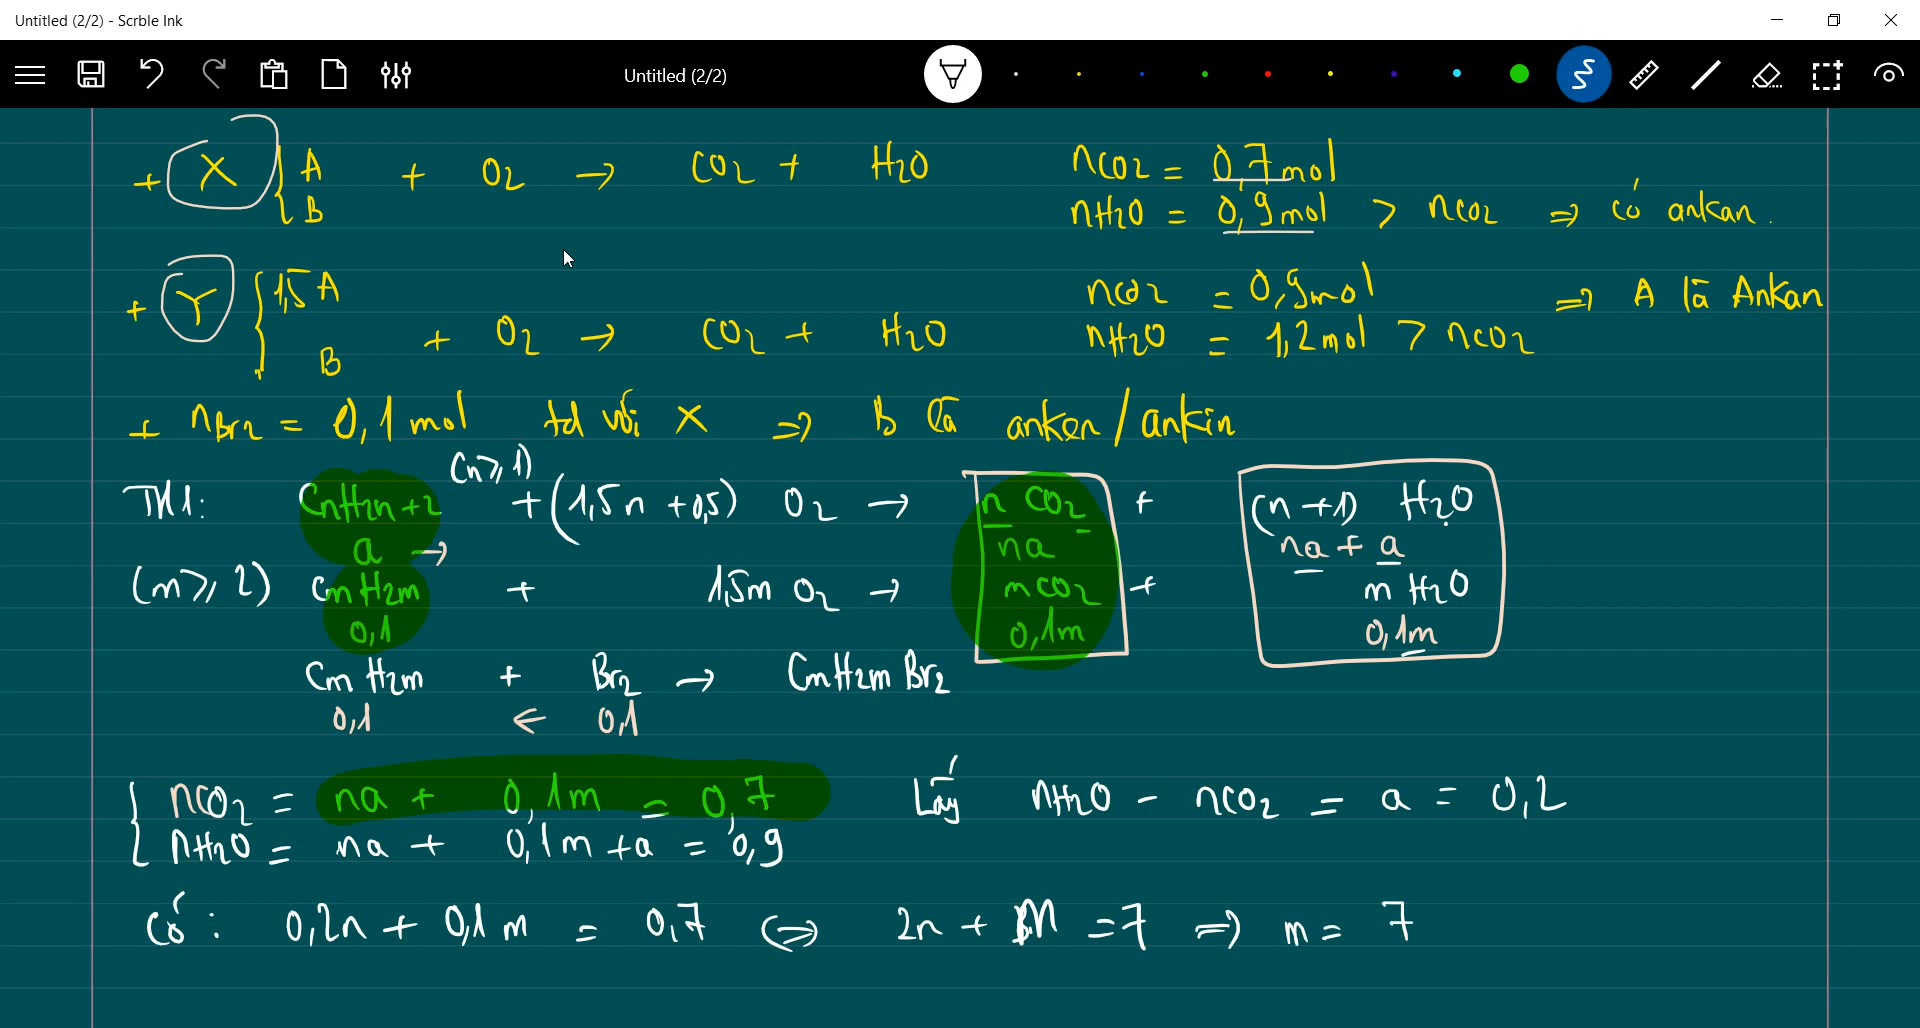 Untitled (2/2) - Scrble Ink
Untitled (2/2)
+ X { A B + O2 → CO2 + H2O nCO2 = 0,7 mol
nH2O = 0,9 mol > nCO2 ⇒ có ankan.
+ Y { 1,5 A B + O2 → CO2 + H2O nCO2 = 0,9 mol ⇒ A là Ankan
nH2O = 1,2 mol > nCO2
+ nBr2 = 0,1 mol td với X ⇒ B là anken/ankin
(n ≥ 1)
TH1: CnH2n+2 + (1,5n + 0,5) O2 → n CO2 + (n + 1) H2O
a → na na + a
(m ≥ 2) CmH2m + 1,5m O2 → mCO2 + m H2O
0,1 0,1m 0,1m
CmH2m + Br2 → CmH2mBr2
0,1 ← 0,1
{ nCO2 = na + 0,1m = 0,7 Lấy nH2O - nCO2 = a = 0,2
nH2O = na + 0,1m + a = 0,9
Có: 0,2n + 0,1m = 0,7 ⇔ 2n + m = 7 ⇒ m = 7